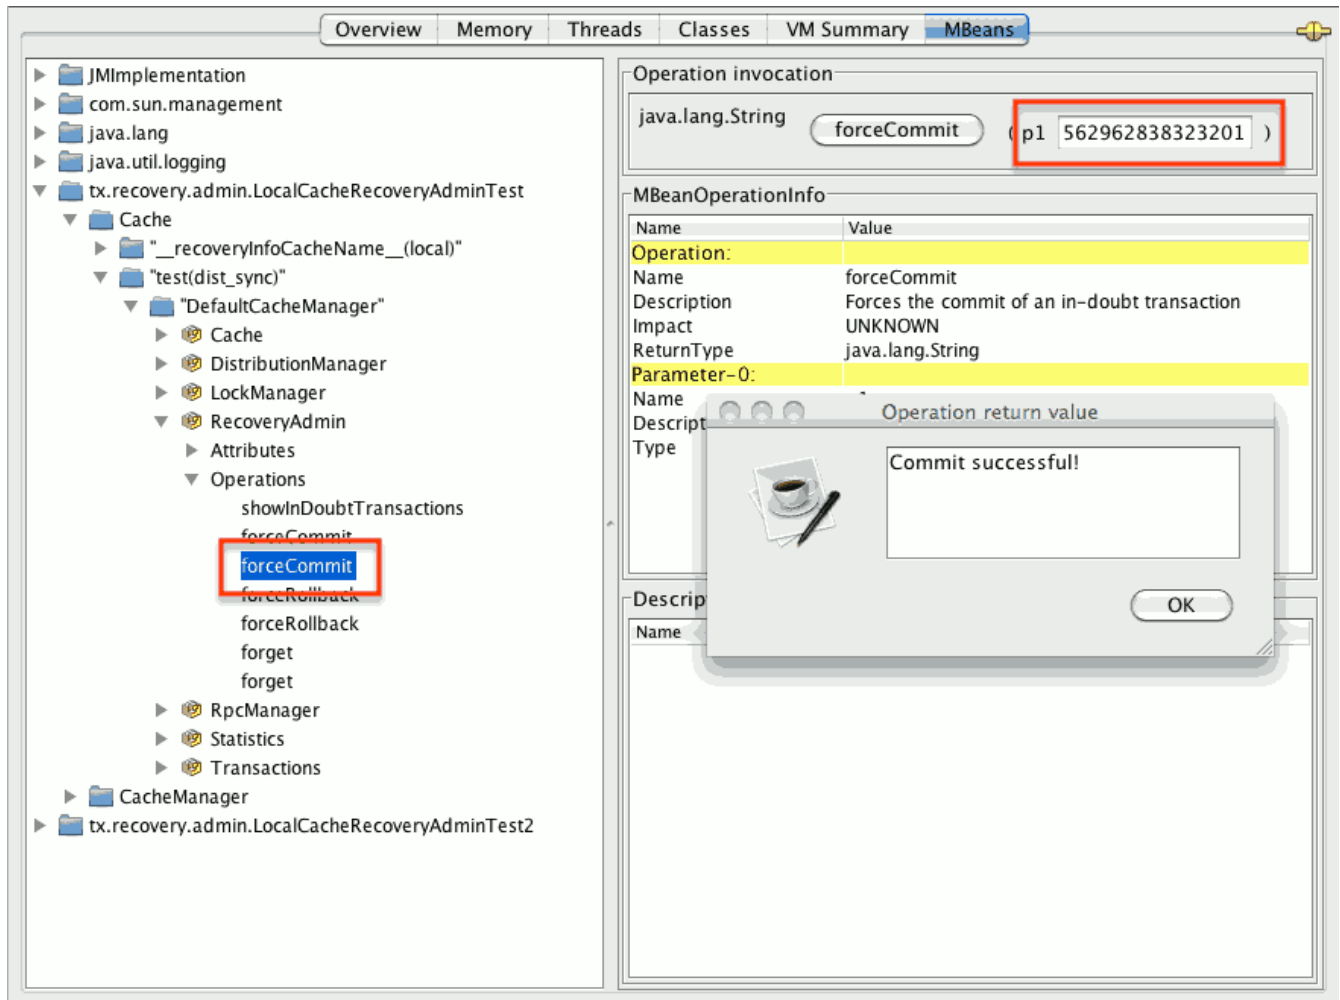 Overview Memory Threads Classes VM Summary MBeans
JMImplementation
com.sun.management
java.lang
java.util.logging
tx.recovery.admin.LocalCacheRecoveryAdminTest
Cache
"__recoveryInfoCacheName__(local)"
"test(dist_sync)"
"DefaultCacheManager"
Cache
DistributionManager
LockManager
RecoveryAdmin
Attributes
Operations
showInDoubtTransactions
forceCommit
forceCommit
forceRollback
forceRollback
forget
forget
RpcManager
Statistics
Transactions
CacheManager
tx.recovery.admin.LocalCacheRecoveryAdminTest2
Operation invocation
java.lang.String forceCommit ( p1 562962838323201 )
MBeanOperationInfo
Name Value
Operation:
Name forceCommit
Description Forces the commit of an in-doubt transaction
Impact UNKNOWN
ReturnType java.lang.String
Parameter-0:
Name
Descript
Type
Operation return value
Commit successful!
OK
Descrip
Name